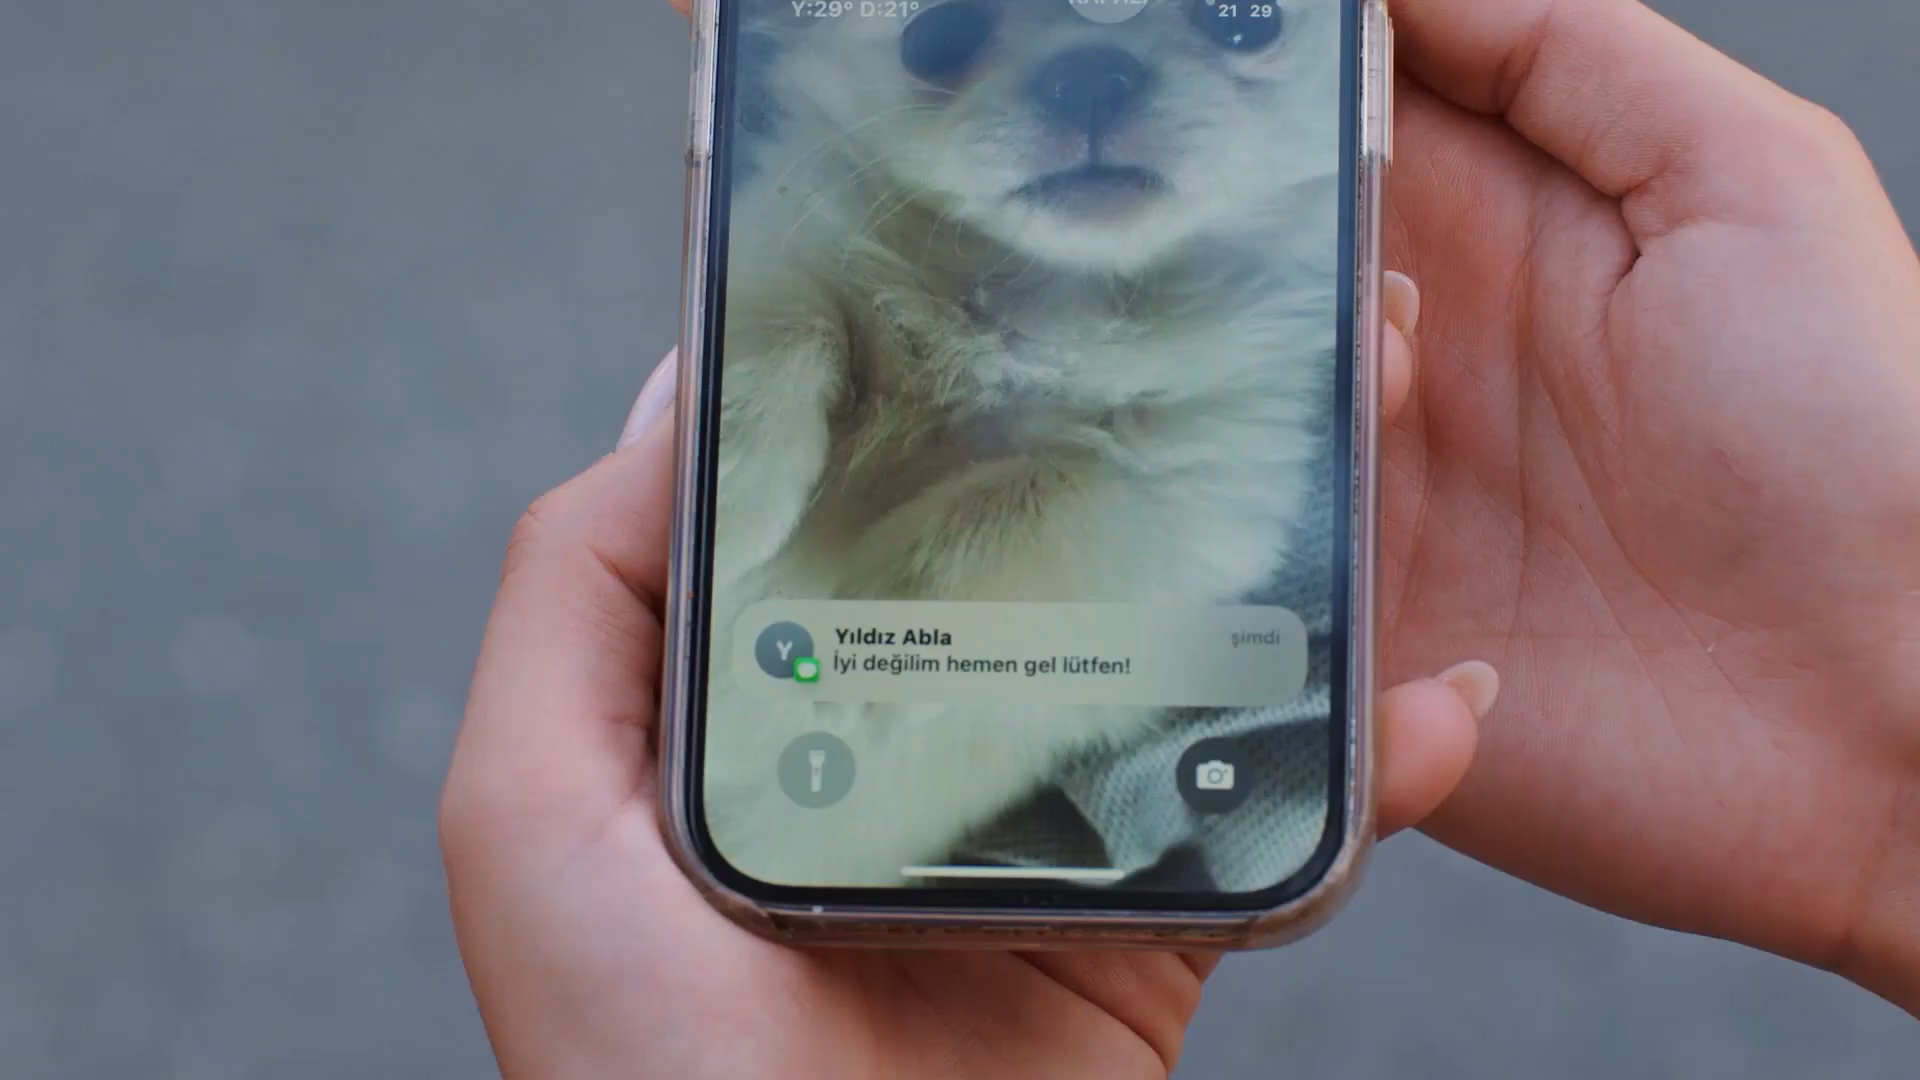 Y:29° D:21°
21 29
Y
Yıldız Abla
şimdi
İyi değilim hemen gel lütfen!